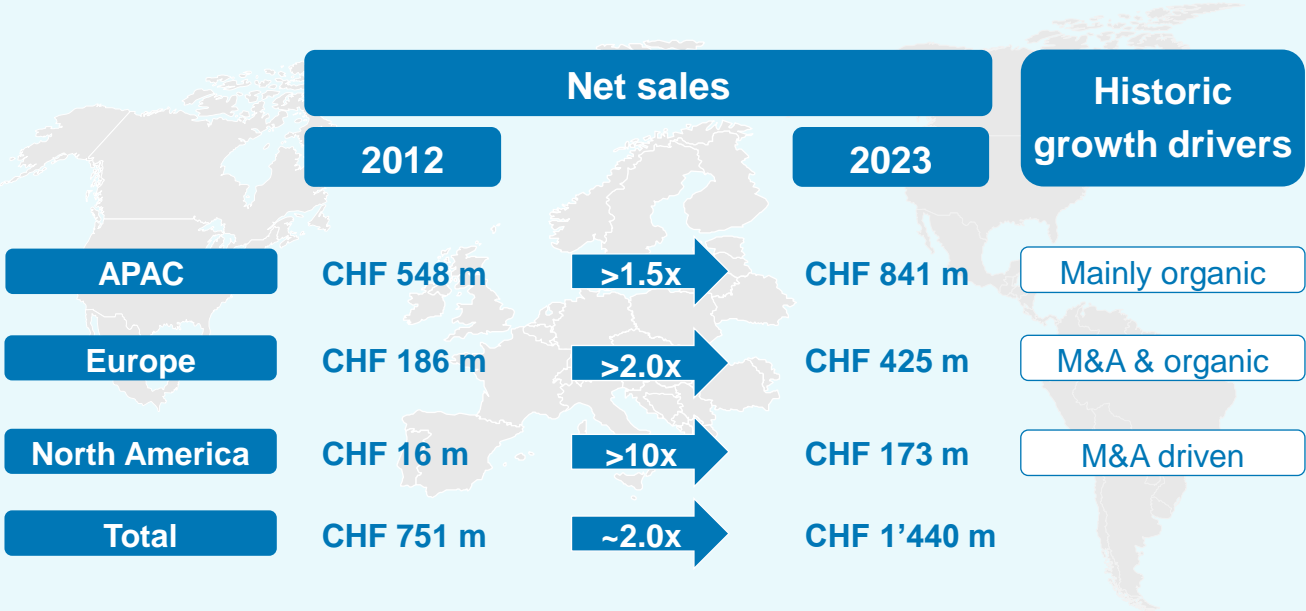 Net sales
Historic
growth drivers
2012
2023
APAC
CHF 548 m
>1.5x
CHF 841 m
Mainly organic
Europe
CHF 186 m
>2.0x
CHF 425 m
M&A & organic
North America
CHF 16 m
>10x
CHF 173 m
M&A driven
Total
CHF 751 m
~2.0x
CHF 1’440 m